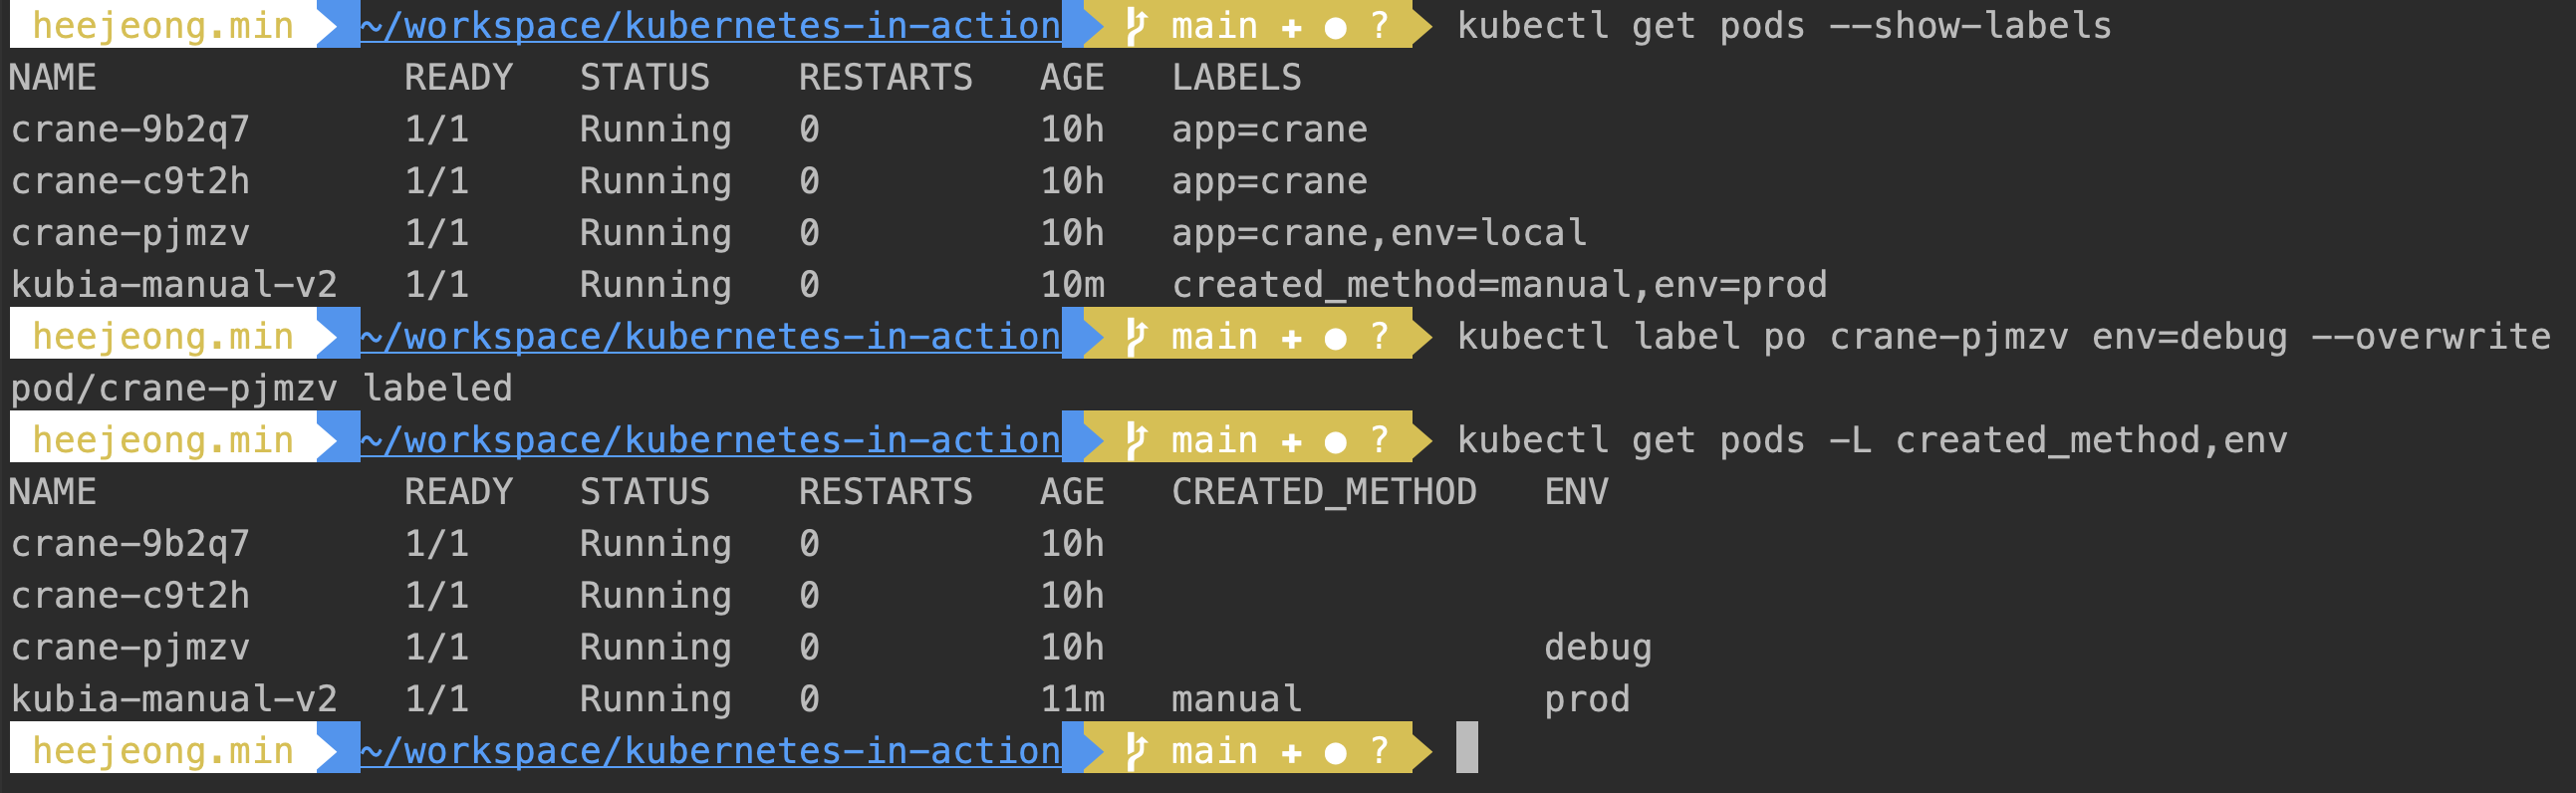 heejeong.min ~/workspace/kubernetes-in-action main + ● ? kubectl get pods --show-labels
NAME READY STATUS RESTARTS AGE LABELS
crane-9b2q7 1/1 Running 0 10h app=crane
crane-c9t2h 1/1 Running 0 10h app=crane
crane-pjmzv 1/1 Running 0 10h app=crane,env=local
kubia-manual-v2 1/1 Running 0 10m created_method=manual,env=prod
heejeong.min ~/workspace/kubernetes-in-action main + ● ? kubectl label po crane-pjmzv env=debug --overwrite
pod/crane-pjmzv labeled
heejeong.min ~/workspace/kubernetes-in-action main + ● ? kubectl get pods -L created_method,env
NAME READY STATUS RESTARTS AGE CREATED_METHOD ENV
crane-9b2q7 1/1 Running 0 10h
crane-c9t2h 1/1 Running 0 10h
crane-pjmzv 1/1 Running 0 10h debug
kubia-manual-v2 1/1 Running 0 11m manual prod
heejeong.min ~/workspace/kubernetes-in-action main + ● ?